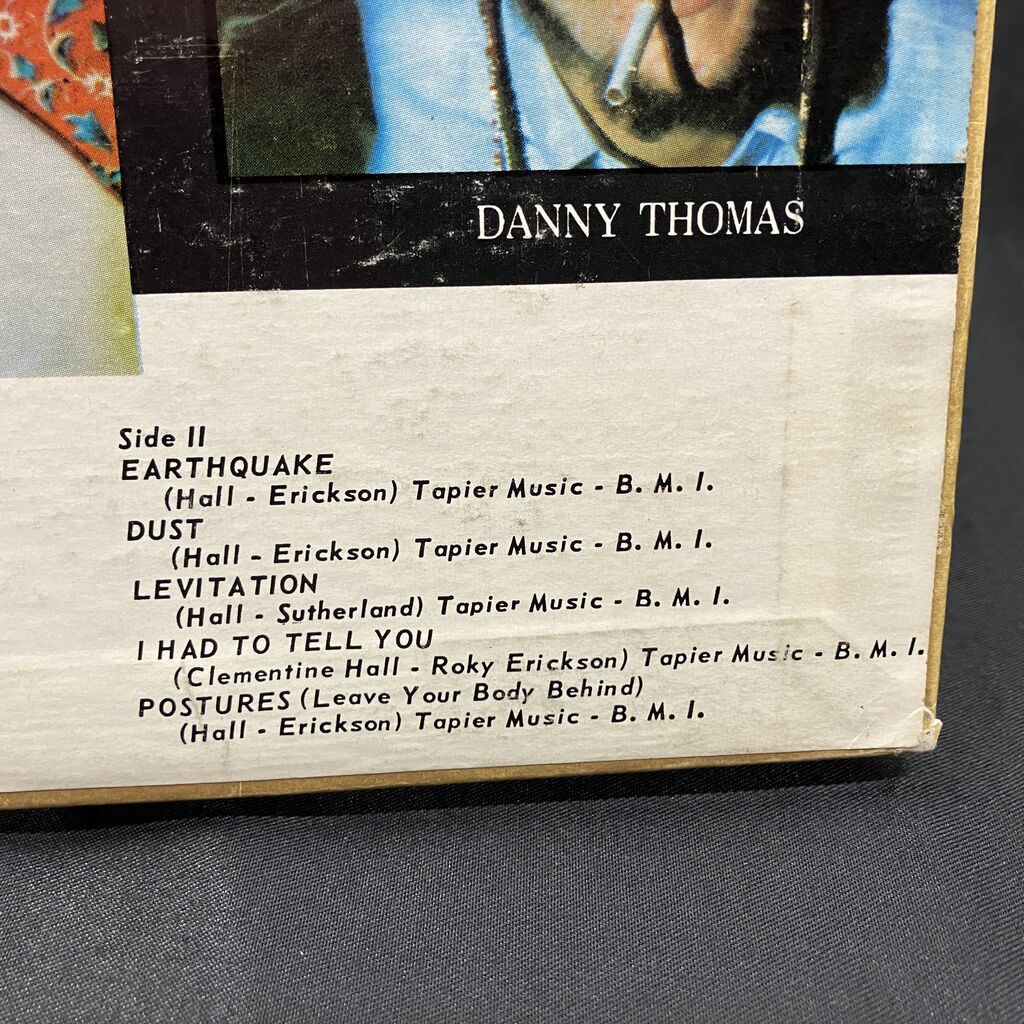 DANNY THOMAS
Side II
EARTHQUAKE
(Hall - Erickson) Tapier Music - B. M. I.
DUST
(Hall - Erickson) Tapier Music - B. M. I.
LEVITATION
(Hall - Sutherland) Tapier Music - B. M. I.
I HAD TO TELL YOU
(Clementine Hall - Roky Erickson) Tapier Music - B. M. I.
POSTURES (Leave Your Body Behind)
(Hall - Erickson) Tapier Music - B. M. I.